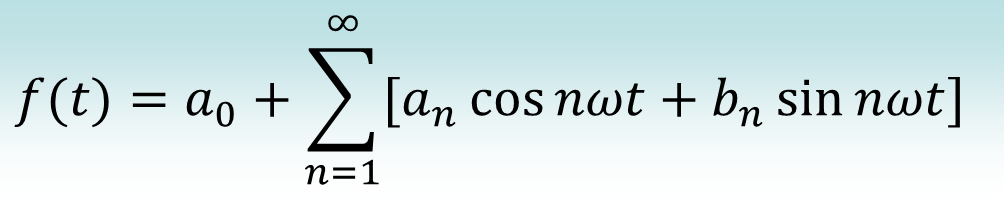 f(t) = a₀ + ∑_{n=1}^{∞} [aₙ cos nωt + bₙ sin nωt]